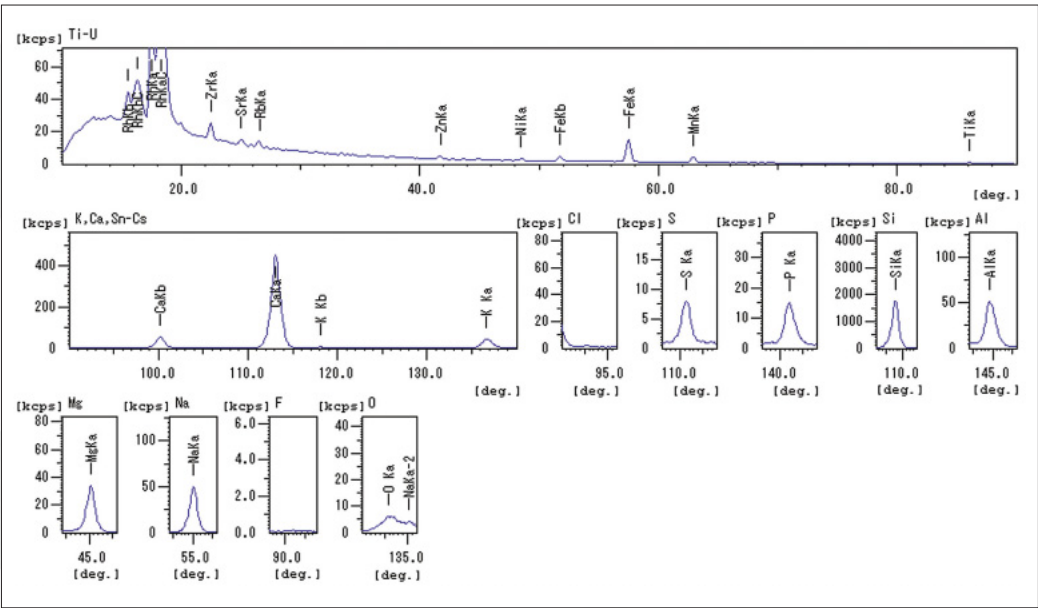 [kcps] Ti-U
60
40
20
0
RhKb
RhKbC
RhKa
RhKaC
ZrKa
SrKa
RbKa
ZnKa
NiKa
FeKb
FeKa
MnKa
TiKa
20.0 40.0 60.0 80.0 [deg.]
[kcps] K,Ca,Sn-Cs
400
200
0
CaKb
CaKa
K Kb
K Ka
100.0 110.0 120.0 130.0 [deg.]
[kcps] Cl
80
60
40
20
0
95.0
[deg.]
[kcps] S
15
10
5
0
S Ka
110.0
[deg.]
[kcps] P
30
20
10
0
P Ka
140.0
[deg.]
[kcps] Si
4000
3000
2000
1000
0
SiKa
110.0
[deg.]
[kcps] Al
100
50
0
AlKa
145.0
[deg.]
[kcps] Mg
80
60
40
20
0
MgKa
45.0
[deg.]
[kcps] Na
100
50
0
NaKa
55.0
[deg.]
[kcps] F
6.0
4.0
2.0
0.0
90.0
[deg.]
[kcps] O
40
30
20
10
0
O Ka
NaKa-2
135.0
[deg.]